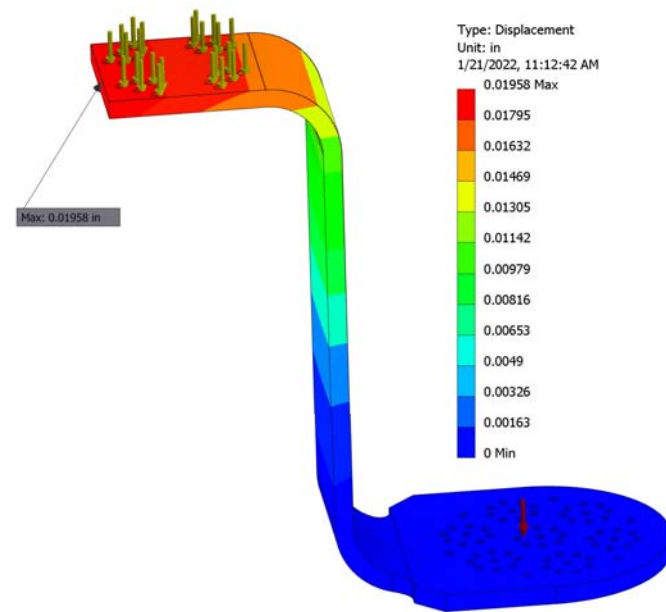 Type: Displacement
Unit: in
1/21/2022, 11:12:42 AM
0.01958 Max
0.01795
0.01632
0.01469
0.01305
0.01142
0.00979
0.00816
0.00653
0.0049
0.00326
0.00163
0 Min
Max: 0.01958 in